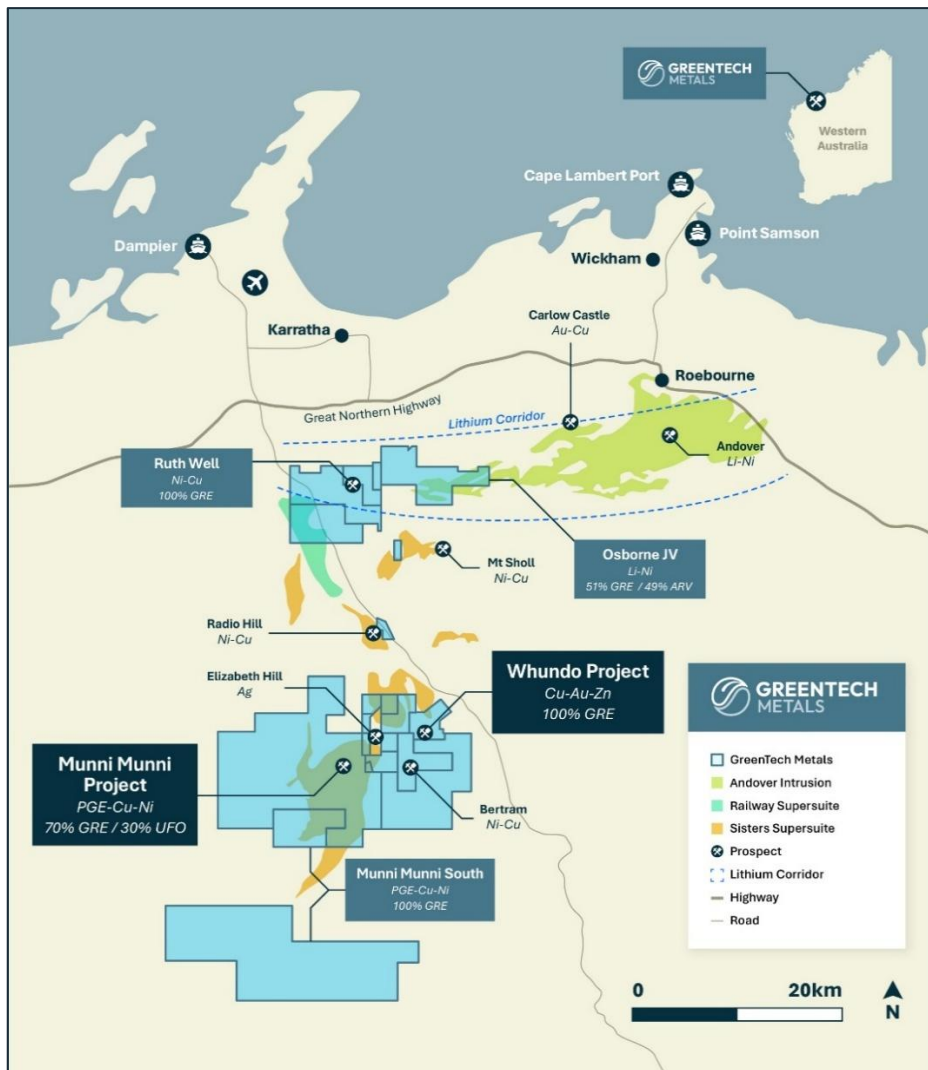 GREENTECH
METALS
Western
Australia
Cape Lambert Port
Dampier
Point Samson
Wickham
Karratha
Carlow Castle
Au-Cu
Roebourne
Great Northern Highway
Lithium Corridor
Andover
Li-Ni
Ruth Well
Ni-Cu
100% GRE
Mt Sholl
Ni-Cu
Osborne JV
Li-Ni
51% GRE / 49% ARV
Radio Hill
Ni-Cu
Elizabeth Hill
Ag
Whundo Project
Cu-Au-Zn
100% GRE
Munni Munni
Project
PGE-Cu-Ni
70% GRE / 30% UFO
Bertram
Ni-Cu
Munni Munni South
PGE-Cu-Ni
100% GRE
GREENTECH
METALS
GreenTech Metals
Andover Intrusion
Railway Supersuite
Sisters Supersuite
Prospect
Lithium Corridor
Highway
Road
0 20km
N